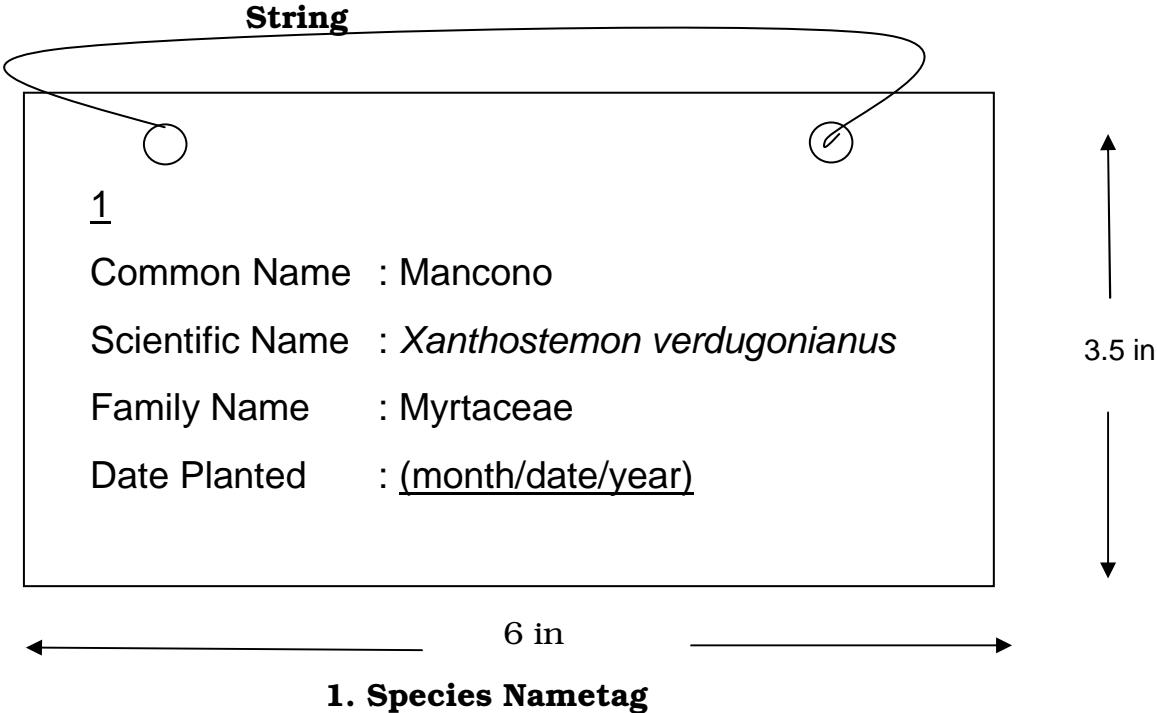 String
1
Common Name : Mancono
Scientific Name : Xanthostemon verdugonianus
3.5 in
Family Name : Myrtaceae
Date Planted : (month/date/year)
6 in
1. Species Nametag